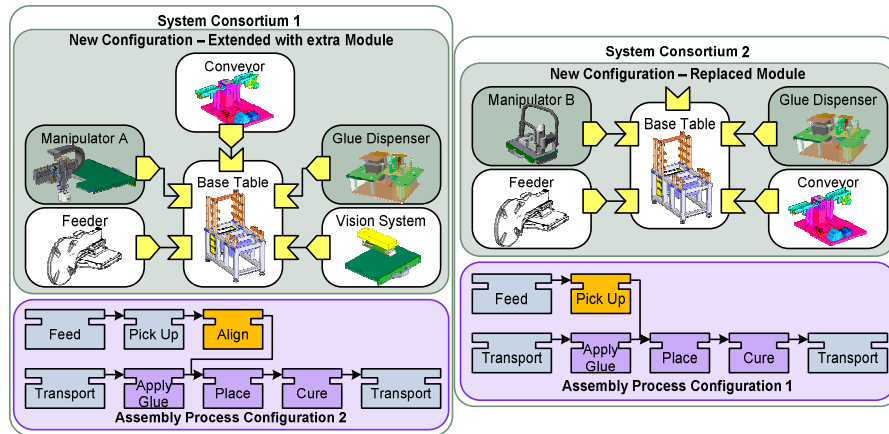 System Consortium 1
New Configuration – Extended with extra Module
Conveyor
Manipulator A
Glue Dispenser
Base Table
Feeder
Vision System
Feed
Pick Up
Align
Transport
Apply
Glue
Place
Cure
Transport
Assembly Process Configuration 2
System Consortium 2
New Configuration – Replaced Module
Manipulator B
Glue Dispenser
Base Table
Feeder
Conveyor
Feed
Pick Up
Transport
Apply
Glue
Place
Cure
Transport
Assembly Process Configuration 1